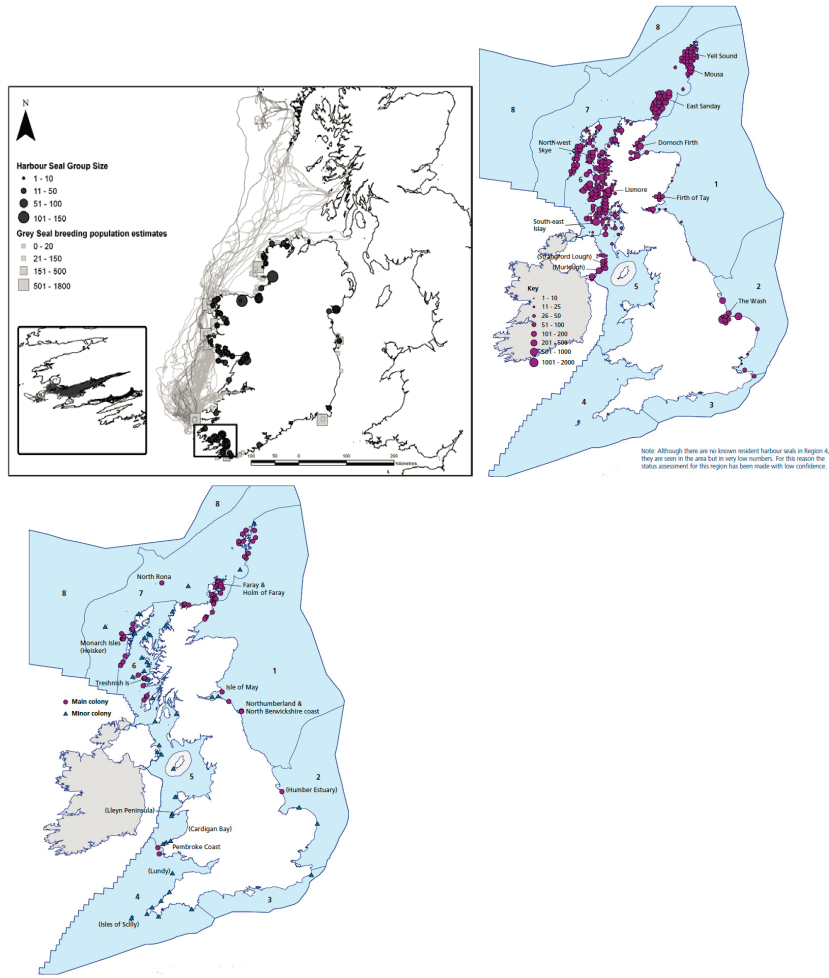 N
Harbour Seal Group Size
1 - 10
11 - 50
51 - 100
101 - 150
Grey Seal breeding population estimates
0 - 20
21 - 150
151 - 500
501 - 1800
100
50
0
100
200
Kilometres
8
8
7
Yell Sound
Mousa
East Sanday
North-west
Skye
Dornoch Firth
6
1
Lismore
Firth of Tay
South-east
Islay
(Strangford Lough)
(Murlough)
5
2
The Wash
Key
1 - 10
11 - 25
26 - 50
51 - 100
101 - 200
201 - 500
501 - 1000
1001 - 2000
4
3
Note: Although there are no known resident harbour seals in Region 4,
they are seen in the area but in very low numbers. For this reason the
status assessment for this region has been made with low confidence.
8
8
7
North Rona
Faray &
Holm of Faray
Monarch Isles
(Heisker)
6
1
Treshnish Is
Isle of May
Main colony
Minor colony
Northumberland &
North Berwickshire coast
5
2
(Humber Estuary)
(Lleyn Peninsula)
(Cardigan Bay)
Pembroke Coast
(Lundy)
4
3
(Isles of Scilly)